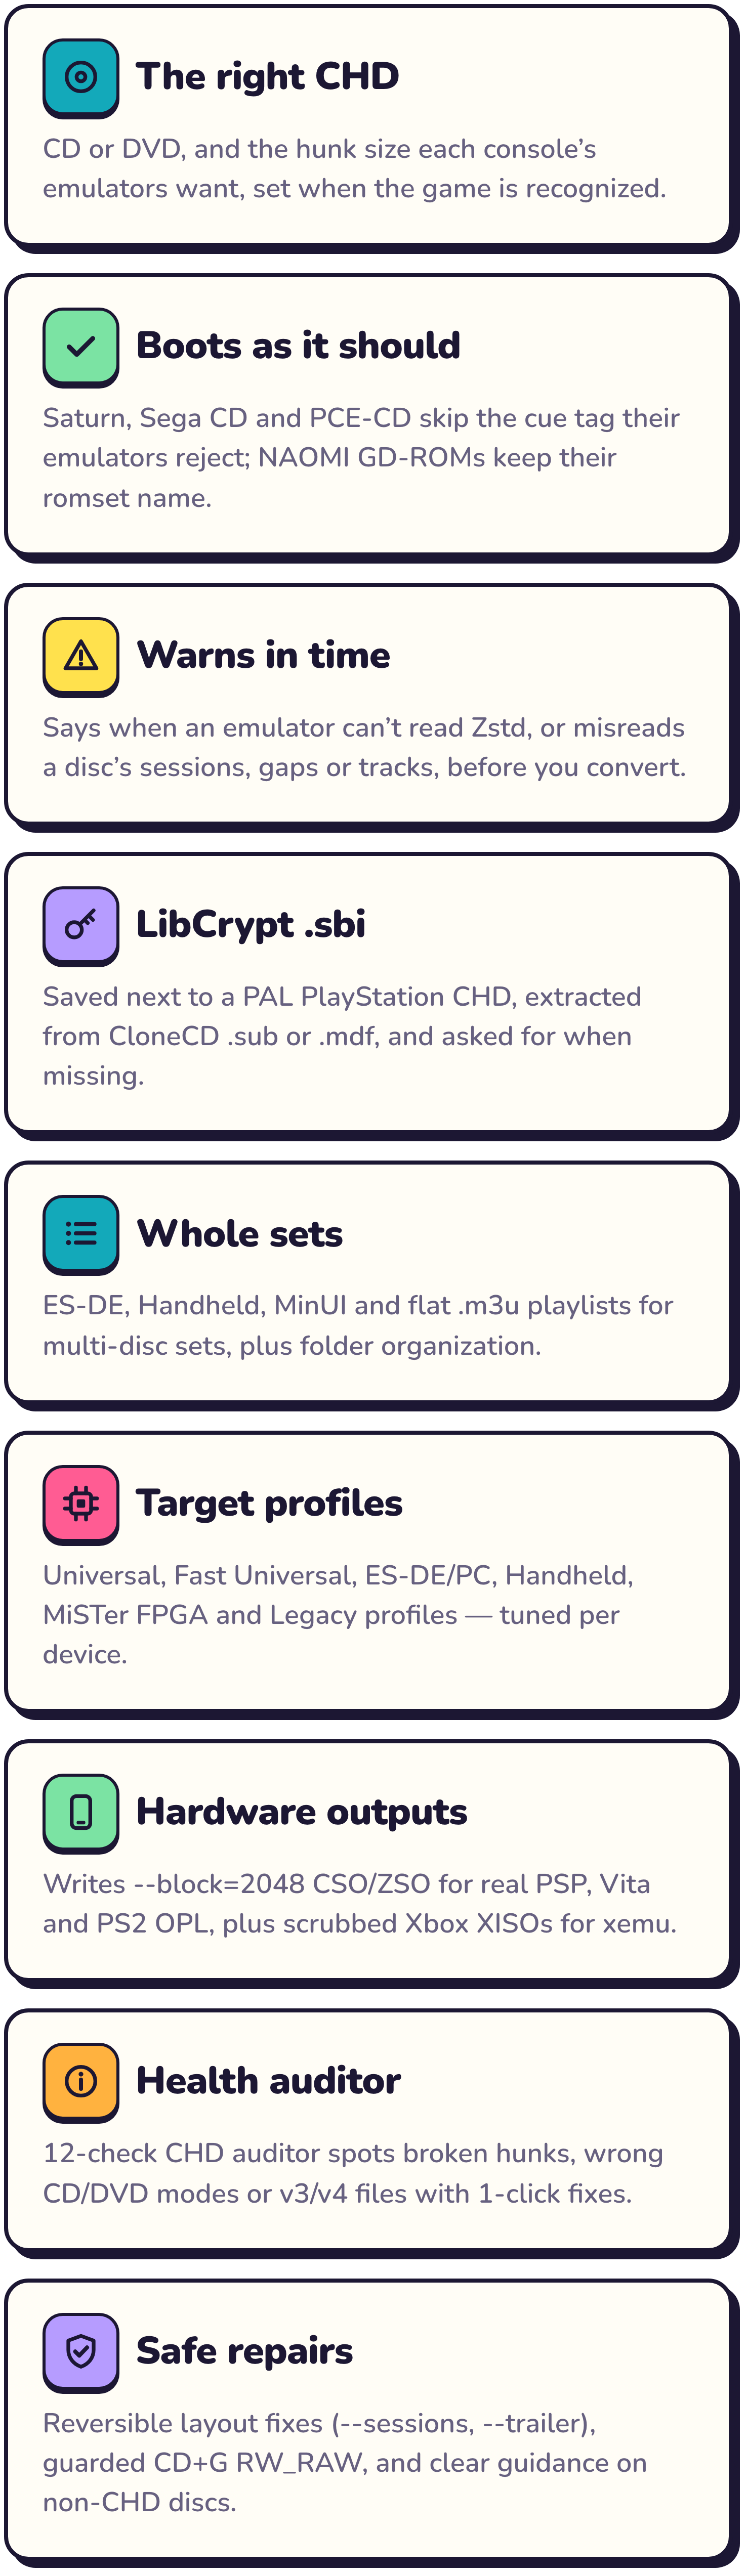 The right CHD
CD or DVD, and the hunk size each console’s
emulators want, set when the game is recognized.
Boots as it should
Saturn, Sega CD and PCE-CD skip the cue tag their
emulators reject; NAOMI GD-ROMs keep their
romset name.
Warns in time
Says when an emulator can’t read Zstd, or misreads
a disc’s sessions, gaps or tracks, before you convert.
LibCrypt .sbi
Saved next to a PAL PlayStation CHD, extracted
from CloneCD .sub or .mdf, and asked for when
missing.
Whole sets
ES-DE, Handheld, MinUI and flat .m3u playlists for
multi-disc sets, plus folder organization.
Target profiles
Universal, Fast Universal, ES-DE/PC, Handheld,
MiSTer FPGA and Legacy profiles — tuned per
device.
Hardware outputs
Writes --block=2048 CSO/ZSO for real PSP, Vita
and PS2 OPL, plus scrubbed Xbox XISOs for xemu.
Health auditor
12-check CHD auditor spots broken hunks, wrong
CD/DVD modes or v3/v4 files with 1-click fixes.
Safe repairs
Reversible layout fixes (--sessions, --trailer),
guarded CD+G RW_RAW, and clear guidance on
non-CHD discs.